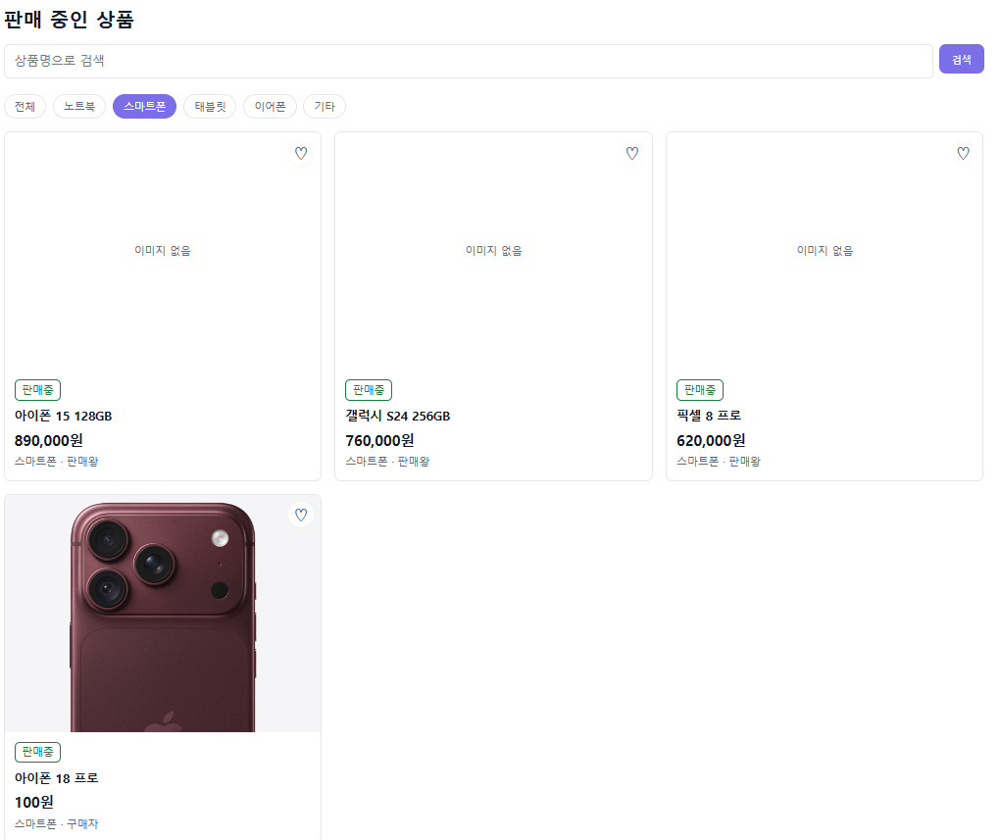 판매 중인 상품
상품명으로 검색
검색
전체
노트북
스마트폰
태블릿
이어폰
기타
이미지 없음
판매중
아이폰 15 128GB
890,000원
스마트폰 · 판매왕
이미지 없음
판매중
갤럭시 S24 256GB
760,000원
스마트폰 · 판매왕
이미지 없음
판매중
픽셀 8 프로
620,000원
스마트폰 · 판매왕
판매중
아이폰 18 프로
100원
스마트폰 · 구매자